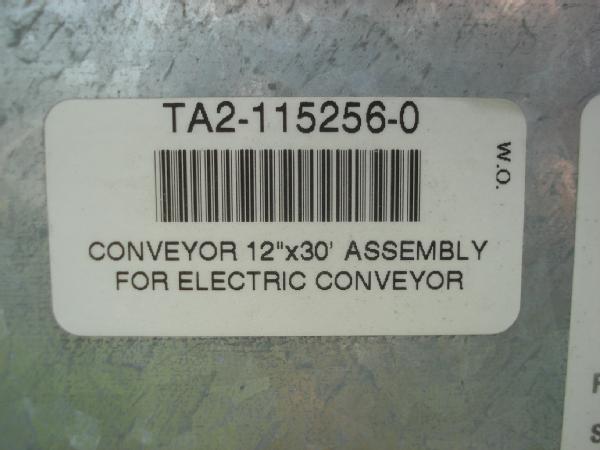 TA2-115256-0
W.O.
CONVEYOR 12"x30' ASSEMBLY
FOR ELECTRIC CONVEYOR